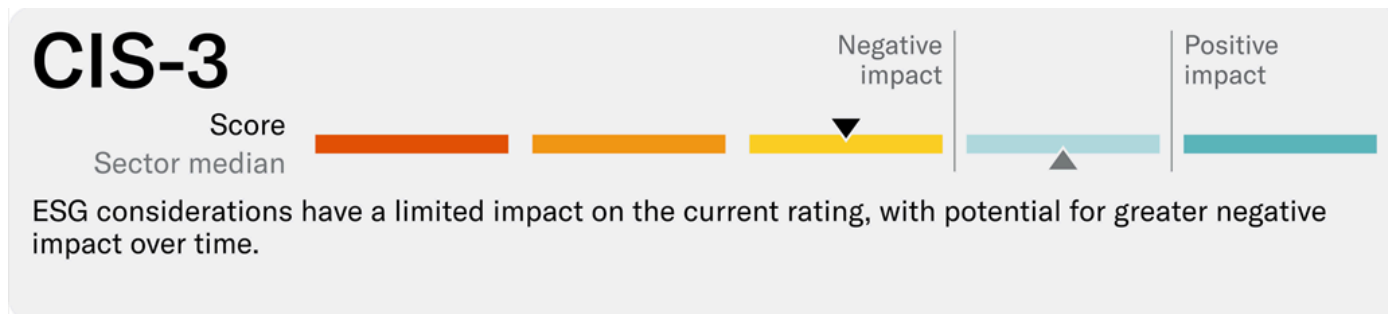 CIS-3
Negative
impact
Positive
impact
Score
Sector median
ESG considerations have a limited impact on the current rating, with potential for greater negative
impact over time.